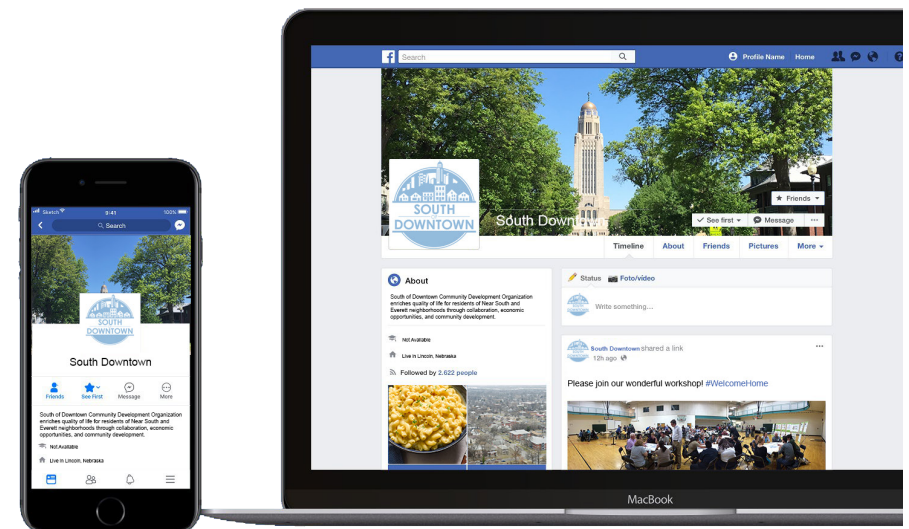 Sketch
9:41
100%
Search
SOUTH
DOWNTOWN
South Downtown
Friends
See First
Message
More
South of Downtown Community Development Organization
enriches quality of life for residents of Near South and
Everett neighborhoods through collaboration, economic
opportunities, and community development.
Not Available
Live in Lincoln, Nebraska
f
Search
Profile Name
Home
?
SOUTH
DOWNTOWN
South Downtown
Friends
See first
Message
Timeline
About
Friends
Pictures
More
About
South of Downtown Community Development Organization
enriches quality of life for residents of Near South and
Everett neighborhoods through collaboration, economic
opportunities, and community development.
Not Available
Live in Lincoln, Nebraska
Followed by 2.622 people
Status
Foto/video
Write something...
South Downtown shared a link
12h ago
Please join our wonderful workshop! #WelcomeHome
MacBook